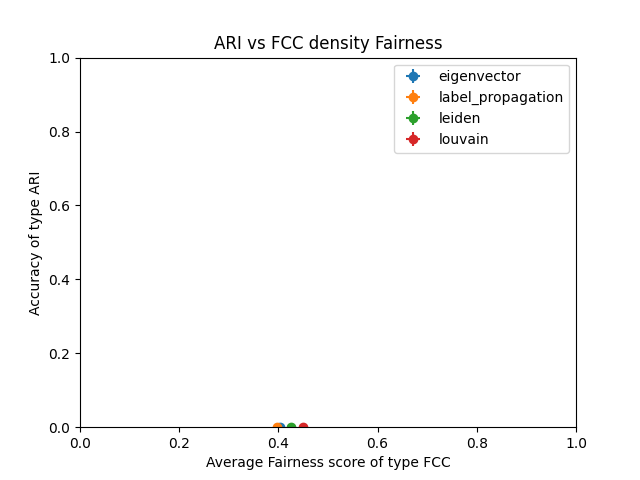 ARI vs FCC density Fairness
eigenvector
label_propagation
leiden
louvain
Accuracy of type ARI
1.0
0.8
0.6
0.4
0.2
0.0
0.0 0.2 0.4 0.6 0.8 1.0
Average Fairness score of type FCC